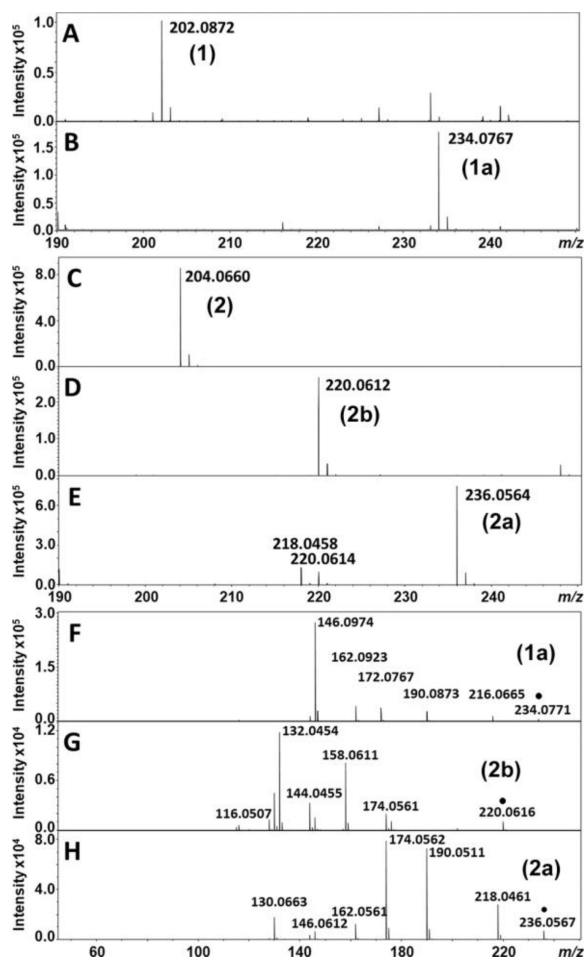 A
Intensity x10⁵
1.0
0.5
0.0
202.0872
(1)
B
Intensity x10⁵
1.5
1.0
0.5
0.0
234.0767
(1a)
190 200 210 220 230 240 m/z
C
Intensity x10⁵
8.0
4.0
0.0
204.0660
(2)
D
Intensity x10⁵
2.0
1.0
0.0
220.0612
(2b)
E
Intensity x10⁵
6.0
3.0
0.0
236.0564
(2a)
218.0458
220.0614
190 200 210 220 230 240 m/z
F
Intensity x10⁵
3.0
1.5
0.0
146.0974
162.0923
172.0767
190.0873
216.0665
234.0771
(1a)
G
Intensity x10⁴
1.2
0.6
0.0
132.0454
158.0611
144.0455
116.0507
174.0561
220.0616
(2b)
H
Intensity x10⁴
8.0
4.0
0.0
174.0562
190.0511
(2a)
218.0461
130.0663
146.0612
162.0561
236.0567
60 100 140 180 220 m/z